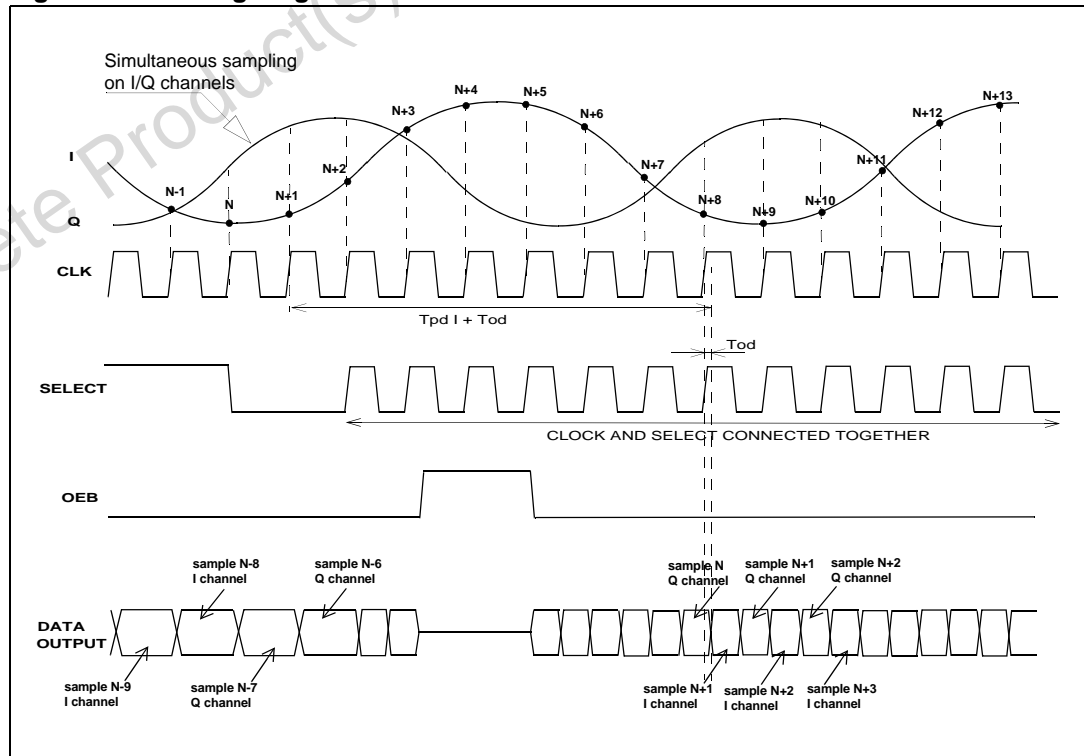 ete Product(s)
Simultaneous sampling
on I/Q channels
N+3
N+4
N+5
N+6
N+12
N+13
I
N-1
N
N+1
N+2
N+7
N+8
N+9
N+10
N+11
Q
CLK
Tpd I + Tod
Tod
SELECT
CLOCK AND SELECT CONNECTED TOGETHER
OEB
sample N-8
I channel
sample N-6
Q channel
sample N
Q channel
sample N+1
Q channel
sample N+2
Q channel
DATA
OUTPUT
sample N-9
I channel
sample N-7
Q channel
sample N+1
I channel
sample N+2
I channel
sample N+3
I channel